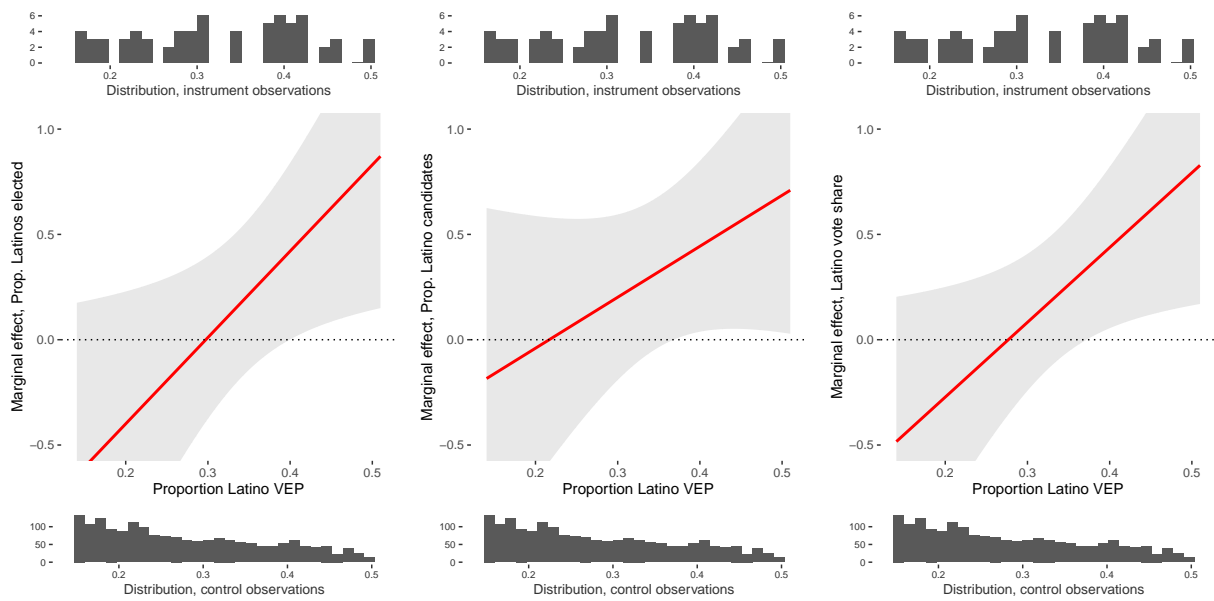 6
4
2
0
0.2 0.3 0.4 0.5
Distribution, instrument observations
6
4
2
0
0.2 0.3 0.4 0.5
Distribution, instrument observations
6
4
2
0
0.2 0.3 0.4 0.5
Distribution, instrument observations
Marginal effect, Prop. Latinos elected
1.0
0.5
0.0
−0.5
0.2 0.3 0.4 0.5
Proportion Latino VEP
Marginal effect, Prop. Latino candidates
1.0
0.5
0.0
−0.5
0.2 0.3 0.4 0.5
Proportion Latino VEP
Marginal effect, Latino vote share
1.0
0.5
0.0
−0.5
0.2 0.3 0.4 0.5
Proportion Latino VEP
100
50
0
0.2 0.3 0.4 0.5
Distribution, control observations
100
50
0
0.2 0.3 0.4 0.5
Distribution, control observations
100
50
0
0.2 0.3 0.4 0.5
Distribution, control observations